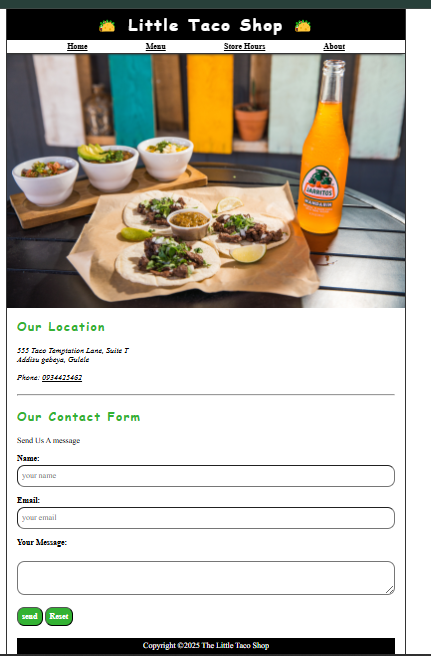 🌮 Little Taco Shop 🌮
Home Menu Store Hours About
JARRITOS
MANDARIN
Our Location
555 Taco Temptation Lane, Suite T
Addisu gebeya, Gulele
Phone: 0934425462
Our Contact Form
Send Us A message
Name:
your name
Email:
your email
Your Message:
send Reset
Copyright ©2025 The Little Taco Shop